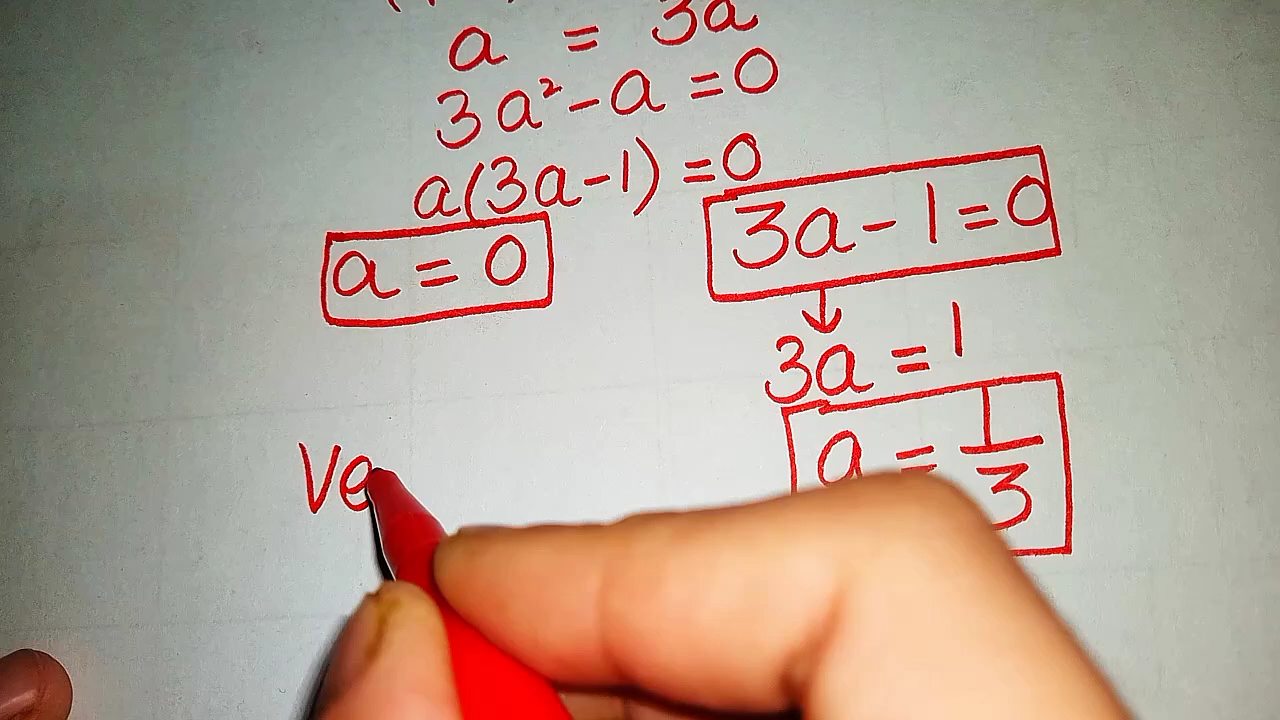 a = 3a
3a²-a=0
a(3a-1)=0
a=0
3a-1=0
↓
3a=1
a=1/3
Ve